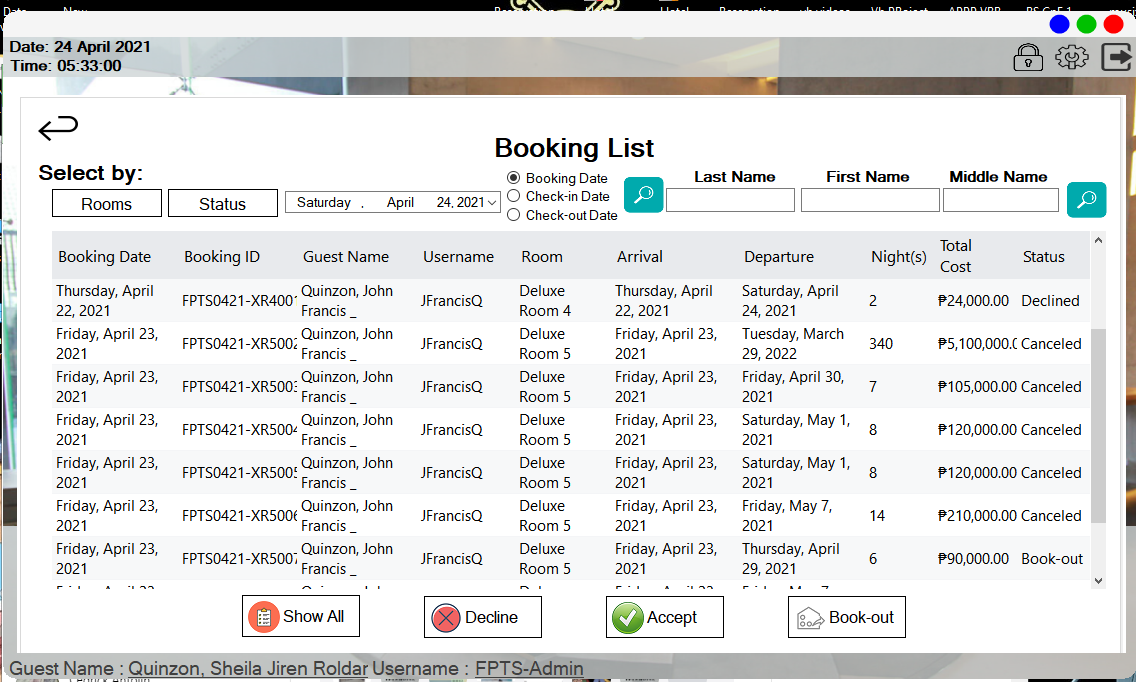 Date: 24 April 2021
Time: 05:33:00
Booking List
Select by:
Rooms
Status
Saturday , April 24, 2021
Booking Date
Check-in Date
Check-out Date
Last Name
First Name
Middle Name
Booking Date Booking ID Guest Name Username Room Arrival Departure Night(s) Total Cost Status
Thursday, April 22, 2021 FPTS0421-XR4001 Quinzon, John Francis _ JFrancisQ Deluxe Room 4 Thursday, April 22, 2021 Saturday, April 24, 2021 2 ₱24,000.00 Declined
Friday, April 23, 2021 FPTS0421-XR5002 Quinzon, John Francis _ JFrancisQ Deluxe Room 5 Friday, April 23, 2021 Tuesday, March 29, 2022 340 ₱5,100,000.0 Canceled
Friday, April 23, 2021 FPTS0421-XR5003 Quinzon, John Francis _ JFrancisQ Deluxe Room 5 Friday, April 23, 2021 Friday, April 30, 2021 7 ₱105,000.00 Canceled
Friday, April 23, 2021 FPTS0421-XR5004 Quinzon, John Francis _ JFrancisQ Deluxe Room 5 Friday, April 23, 2021 Saturday, May 1, 2021 8 ₱120,000.00 Canceled
Friday, April 23, 2021 FPTS0421-XR5005 Quinzon, John Francis _ JFrancisQ Deluxe Room 5 Friday, April 23, 2021 Saturday, May 1, 2021 8 ₱120,000.00 Canceled
Friday, April 23, 2021 FPTS0421-XR5006 Quinzon, John Francis _ JFrancisQ Deluxe Room 5 Friday, April 23, 2021 Friday, May 7, 2021 14 ₱210,000.00 Canceled
Friday, April 23, 2021 FPTS0421-XR5007 Quinzon, John Francis _ JFrancisQ Deluxe Room 5 Friday, April 23, 2021 Thursday, April 29, 2021 6 ₱90,000.00 Book-out
Show All
Decline
Accept
Book-out
Guest Name : Quinzon, Sheila Jiren Roldar Username : FPTS-Admin